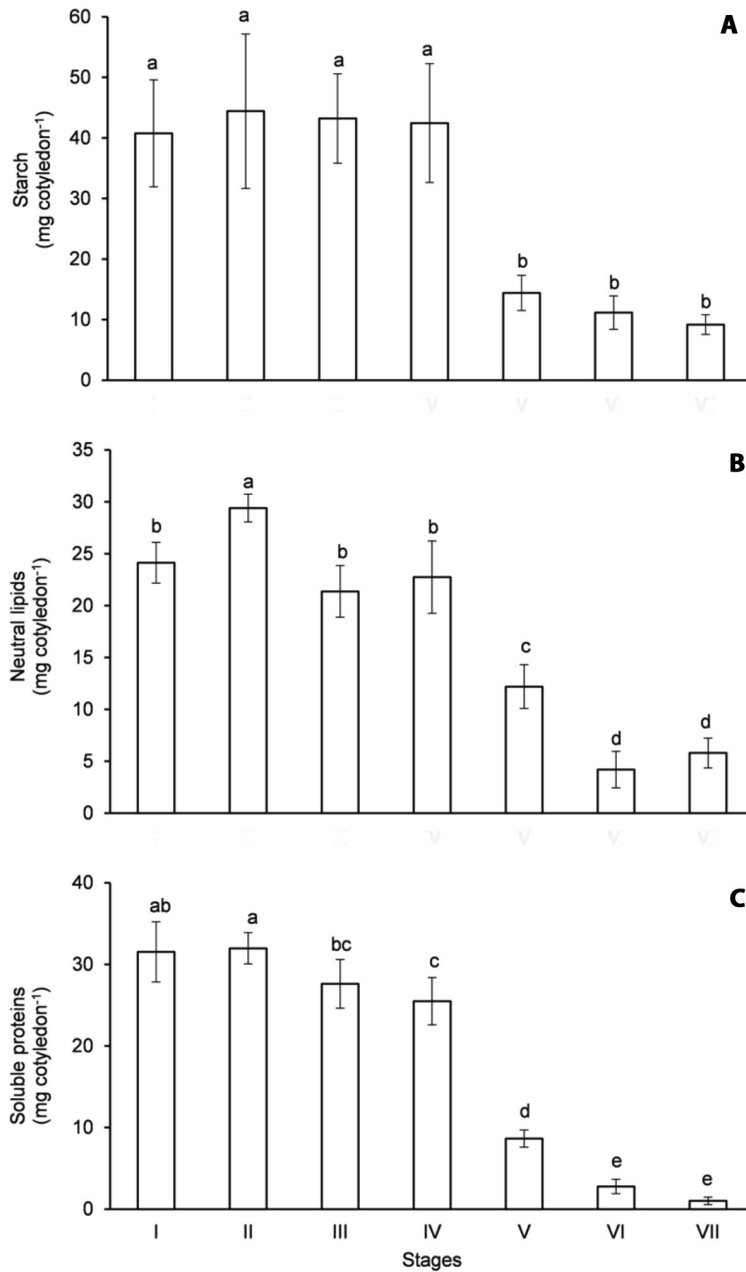 A
60
50
40
30
20
10
0
Starch
(mg cotyledon⁻¹)
a a a a b b b
B
35
30
25
20
15
10
5
0
Neutral lipids
(mg cotyledon⁻¹)
b a b b c d d
C
40
30
20
10
0
Soluble proteins
(mg cotyledon⁻¹)
ab a bc c d e e
I II III IV V VI VII
Stages